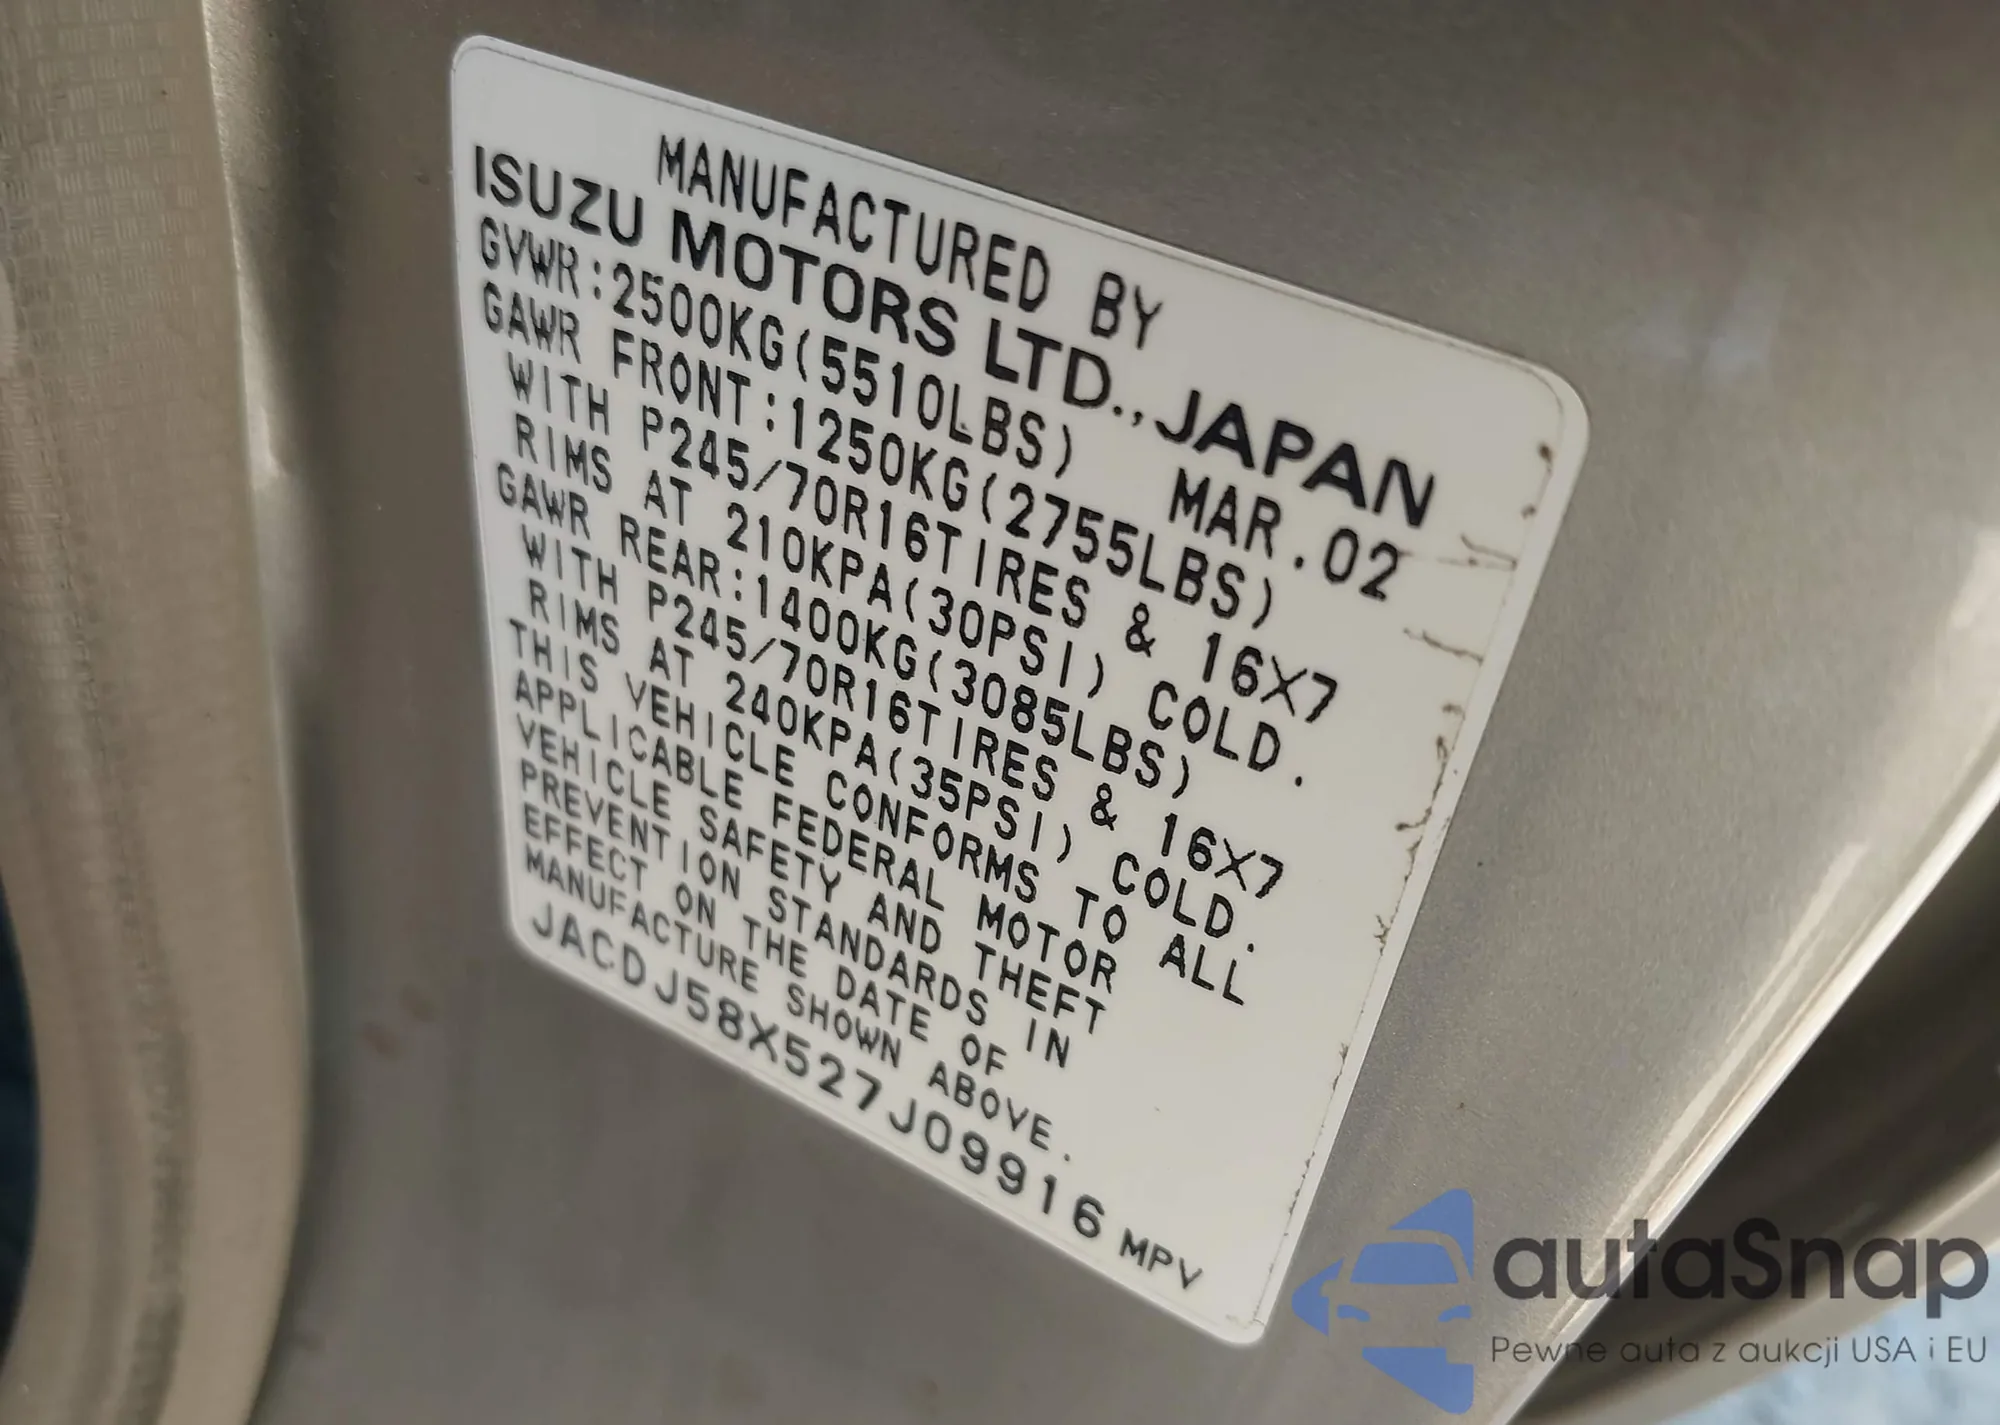 MANUFACTURED BY
ISUZU MOTORS LTD., JAPAN
GVWR:2500KG(5510LBS) MAR.02
GAWR FRONT:1250KG(2755LBS)
WITH P245/70R16TIRES & 16X7
RIMS AT 210KPA(30PSI) COLD.
GAWR REAR:1400KG(3085LBS)
WITH P245/70R16TIRES & 16X7
RIMS AT 240KPA(35PSI) COLD.
THIS VEHICLE CONFORMS TO ALL
APPLICABLE FEDERAL MOTOR
VEHICLE SAFETY AND THEFT
PREVENTION STANDARDS IN
EFFECT ON THE DATE OF
MANUFACTURE SHOWN ABOVE.
JACDJ58X527J09916 MPV
autaSnap
Pewne auta z aukcji USA i EU